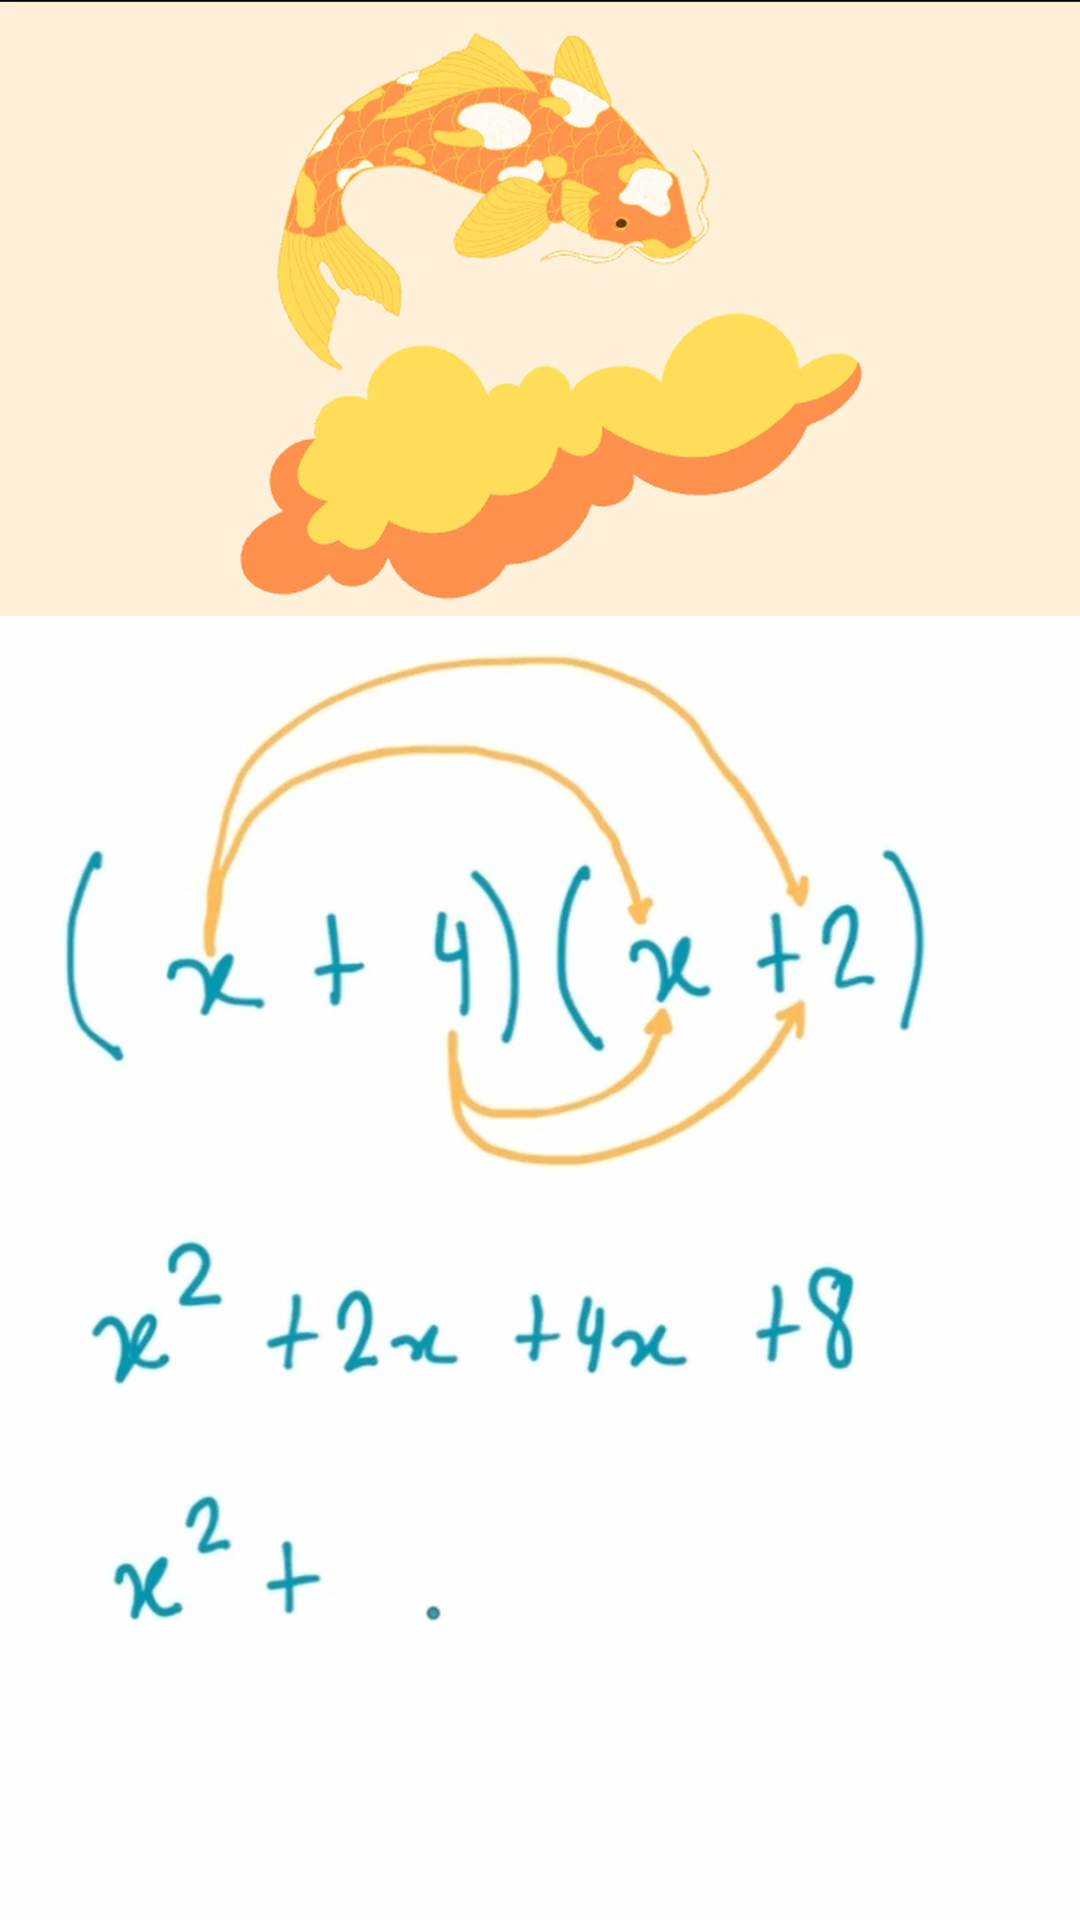 (x + 4)(x + 2)
x² + 2x + 4x + 8
x² +